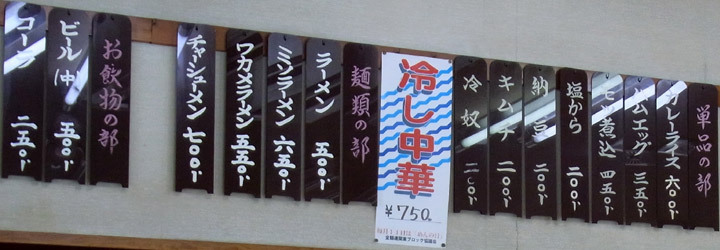 単品の部
カレーライス 六〇〇円
ハムエッグ 三五〇円
モツ煮込 四五〇円
塩から 二〇〇円
納豆 二〇〇円
キムチ 二〇〇円
冷奴 二〇〇円
冷し中華
¥750
麺類の部
ラーメン 五〇〇円
ミソラーメン 六五〇円
ワカメラーメン 五五〇円
チャーシューメン 七〇〇円
お飲物の部
ビール(中) 五〇〇円
コーラ 二五〇円